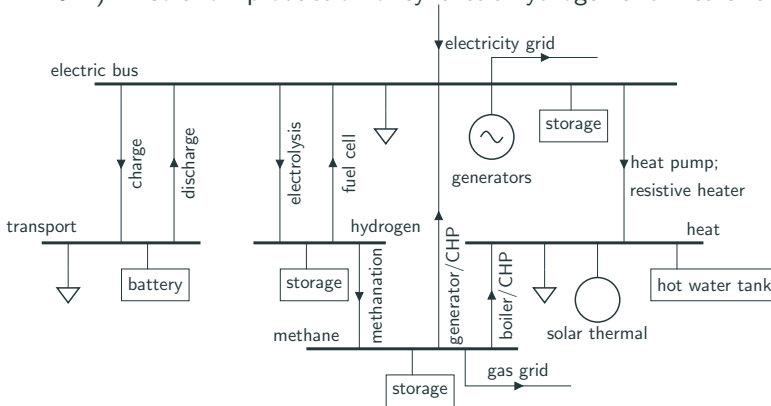 electricity grid
electric bus
storage
generators
charge
discharge
electrolysis
fuel cell
heat pump;
resistive heater
transport
hydrogen
heat
battery
storage
methanation
generator/CHP
boiler/CHP
hot water tank
solar thermal
methane
gas grid
storage